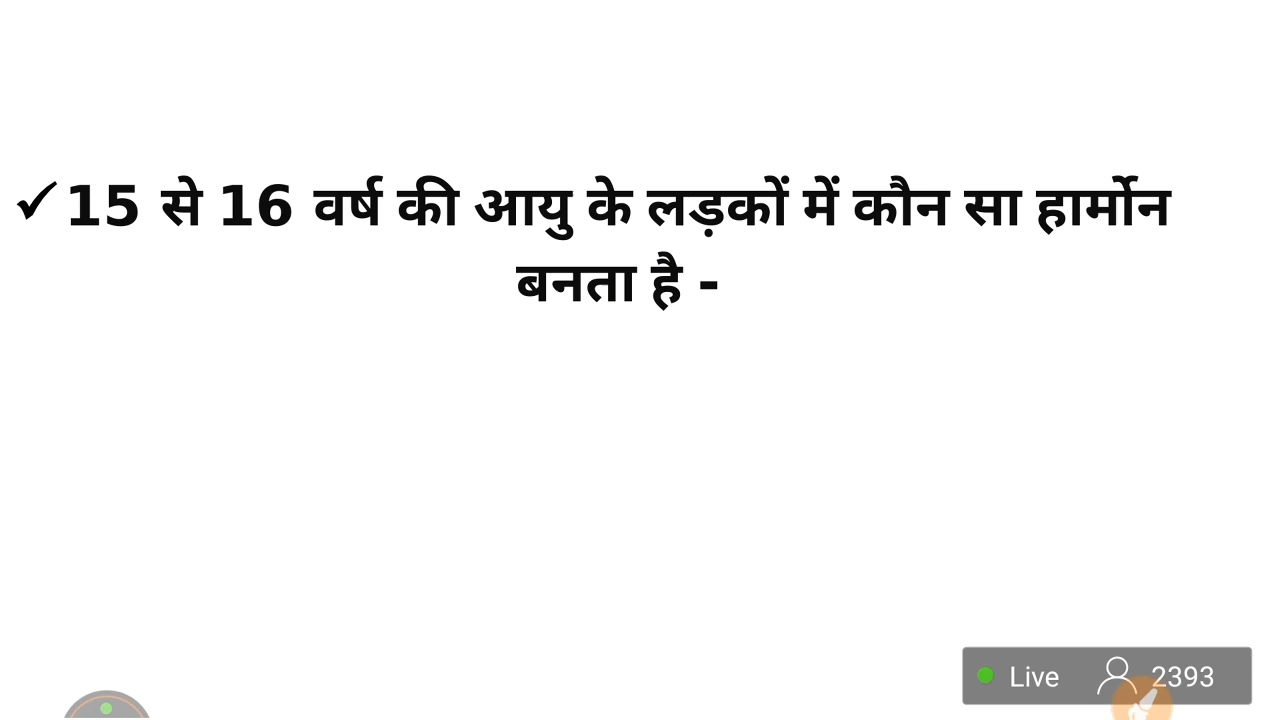 ✓15 से 16 वर्ष की आयु के लड़कों में कौन सा हार्मोन
बनता है -
Live 2393